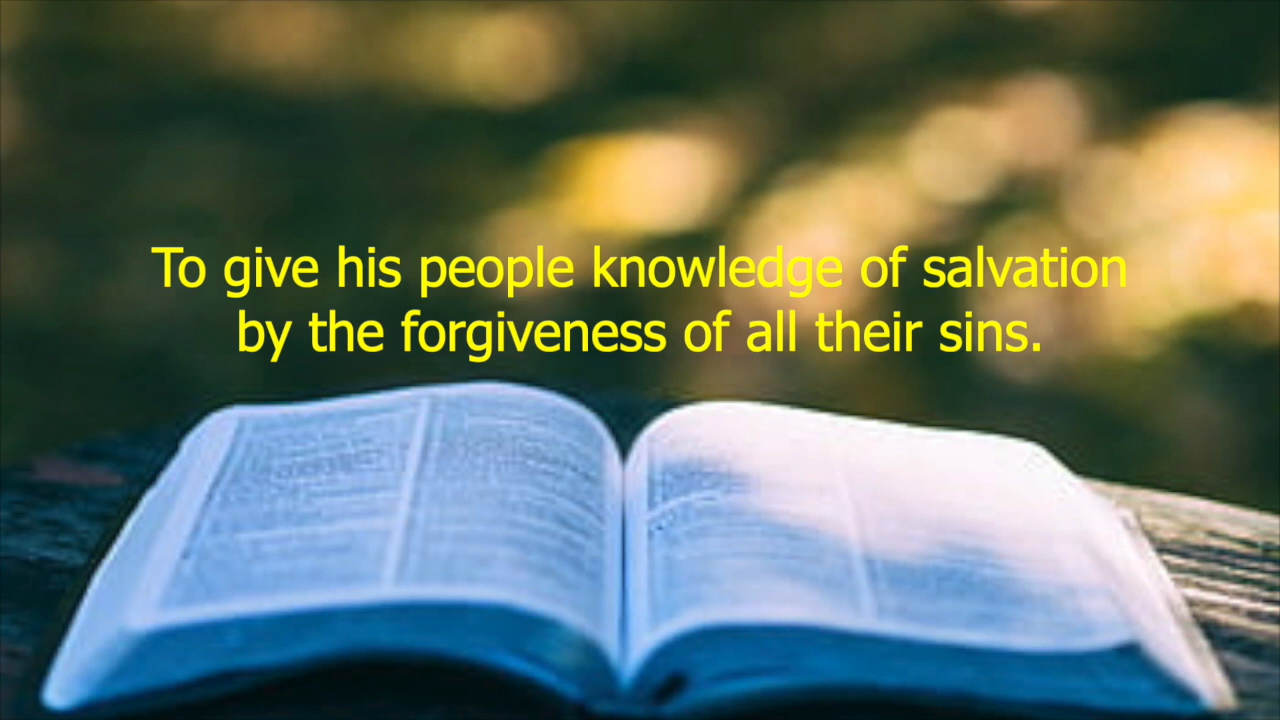 To give his people knowledge of salvation
by the forgiveness of all their sins.